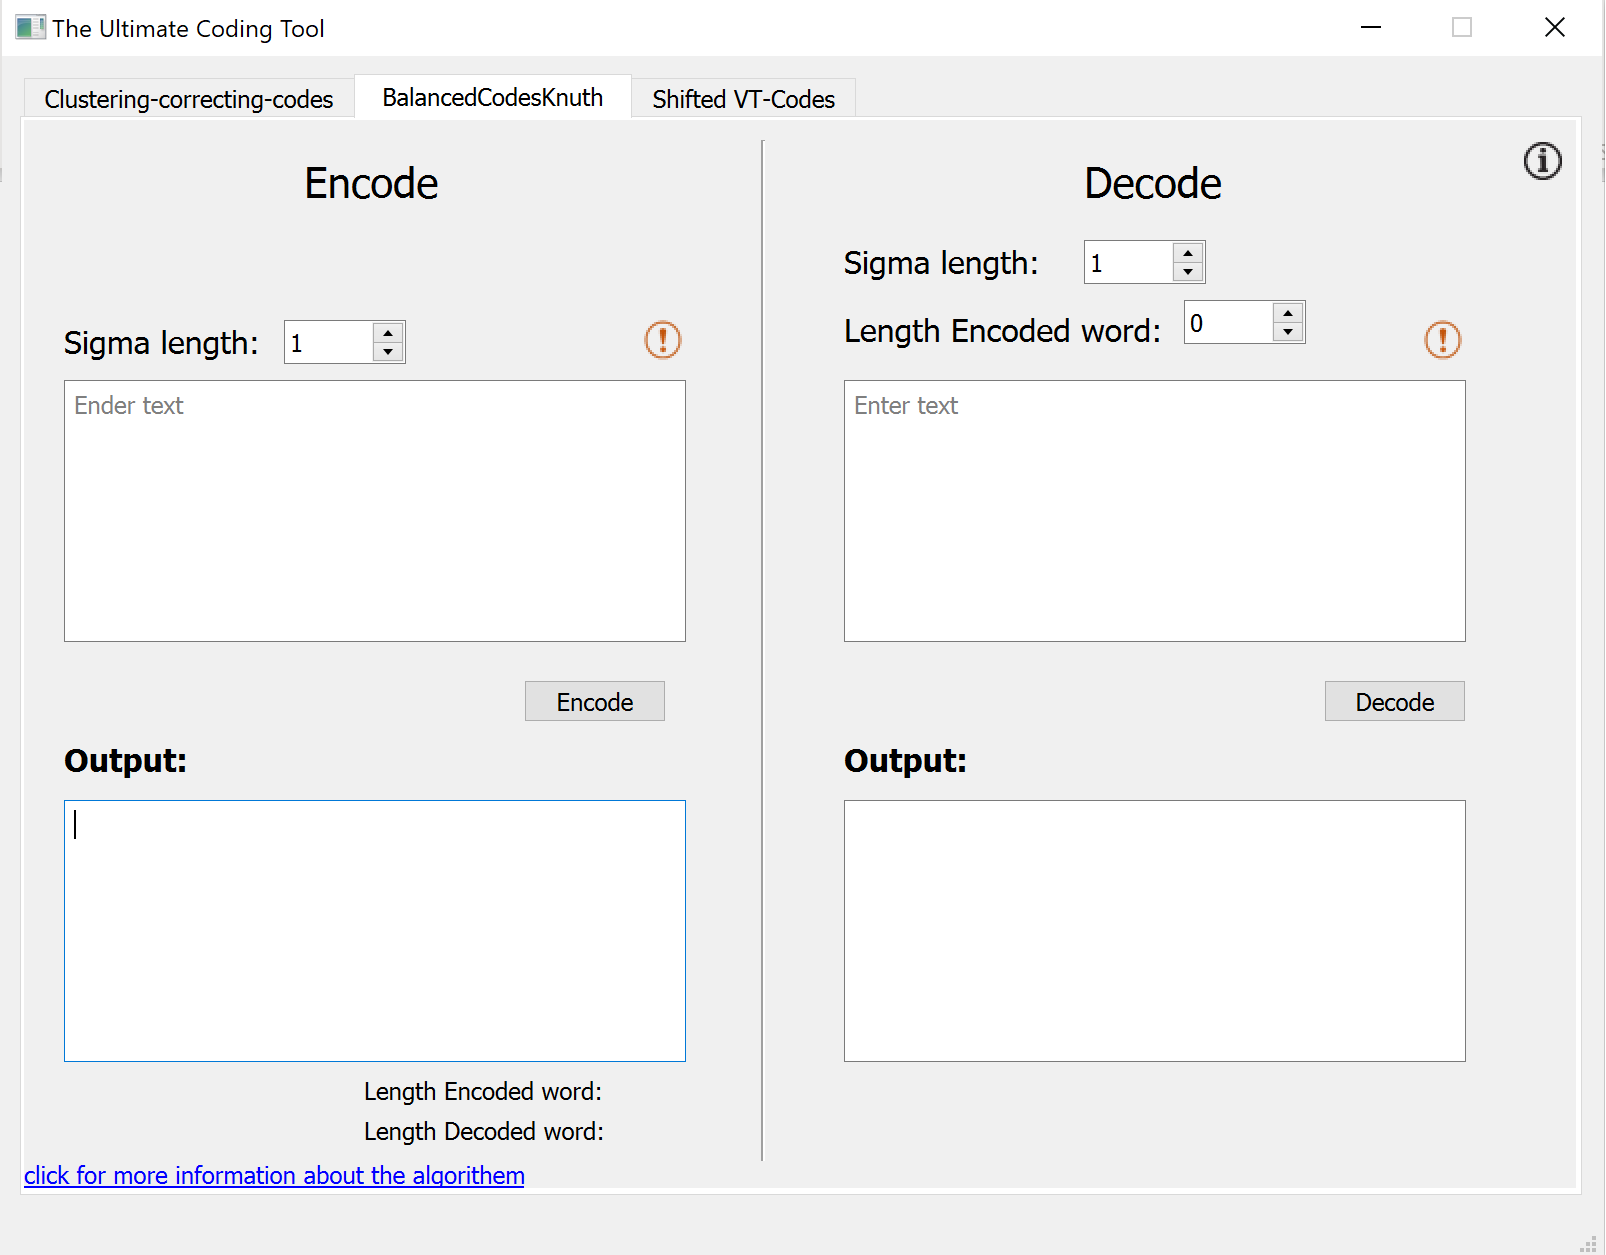 The Ultimate Coding Tool
Clustering-correcting-codes
BalancedCodesKnuth
Shifted VT-Codes
Encode
Sigma length:
1
Ender text
Encode
Output:
Length Encoded word:
Length Decoded word:
click for more information about the algorithem
Decode
Sigma length:
1
Length Encoded word:
0
Enter text
Decode
Output: